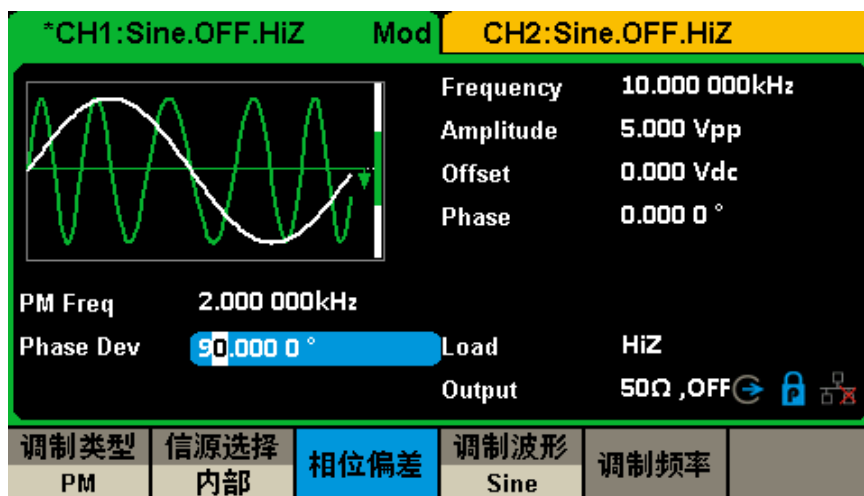 *CH1:Sine.OFF.HiZ Mod CH2:Sine.OFF.HiZ
Frequency 10.000 000kHz
Amplitude 5.000 Vpp
Offset 0.000 Vdc
Phase 0.000 0 °
PM Freq 2.000 000kHz
Phase Dev 90.000 0 °
Load HiZ
Output 50Ω ,OFF
P
调制类型 信源选择 相位偏差 调制波形 调制频率
PM 内部 Sine